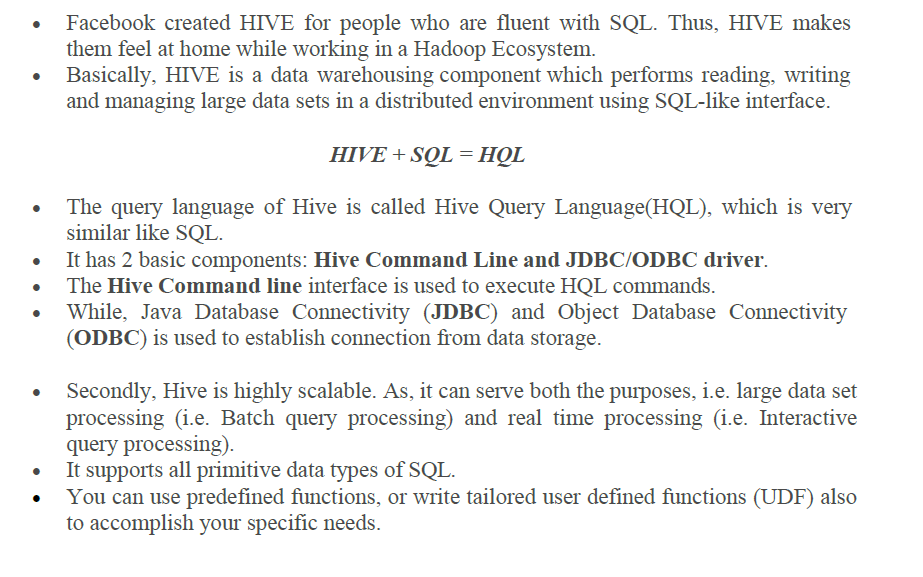 • Facebook created HIVE for people who are fluent with SQL. Thus, HIVE makes
them feel at home while working in a Hadoop Ecosystem.
• Basically, HIVE is a data warehousing component which performs reading, writing
and managing large data sets in a distributed environment using SQL-like interface.
HIVE + SQL = HQL
• The query language of Hive is called Hive Query Language(HQL), which is very
similar like SQL.
• It has 2 basic components: Hive Command Line and JDBC/ODBC driver.
• The Hive Command line interface is used to execute HQL commands.
• While, Java Database Connectivity (JDBC) and Object Database Connectivity
(ODBC) is used to establish connection from data storage.
• Secondly, Hive is highly scalable. As, it can serve both the purposes, i.e. large data set
processing (i.e. Batch query processing) and real time processing (i.e. Interactive
query processing).
• It supports all primitive data types of SQL.
• You can use predefined functions, or write tailored user defined functions (UDF) also
to accomplish your specific needs.